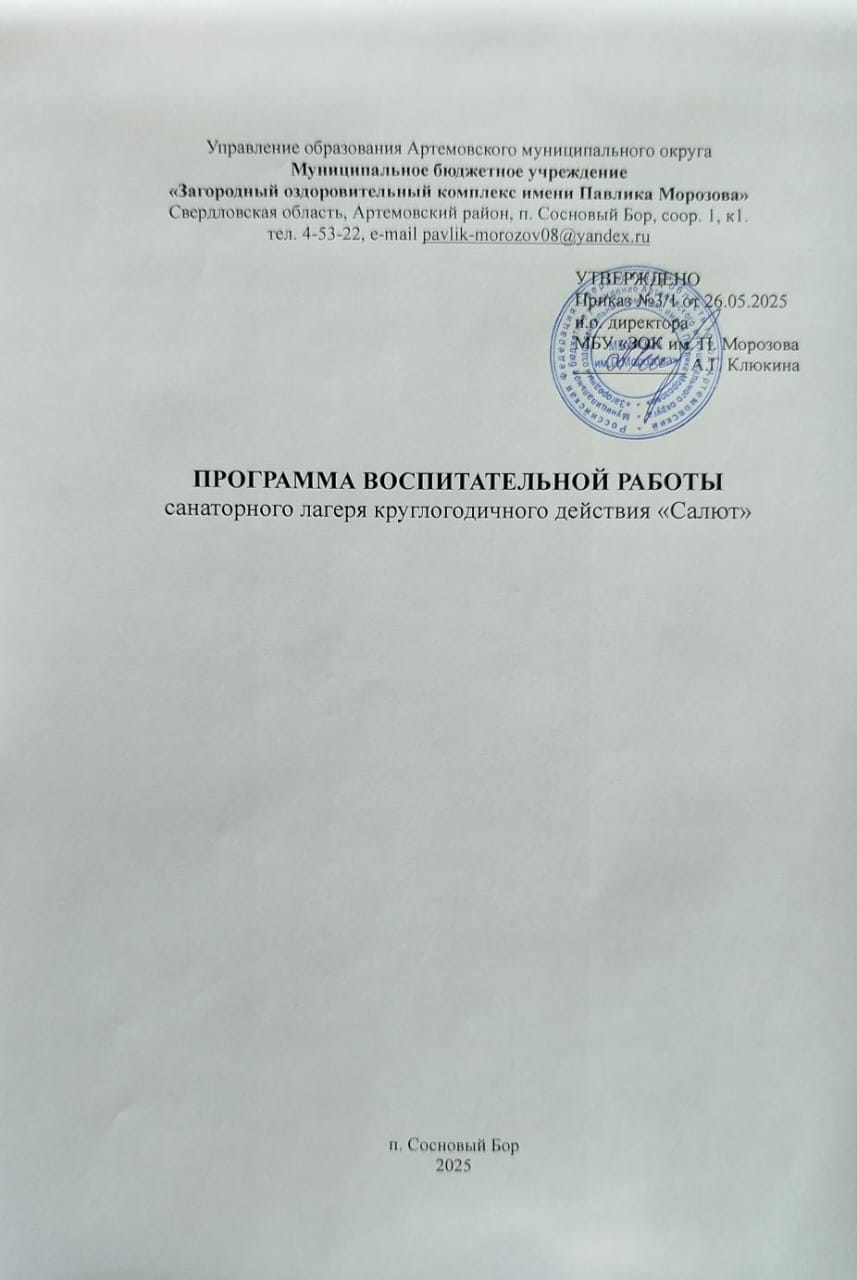 Управление образования Артемовского муниципального округа
Муниципальное бюджетное учреждение
«Загородный оздоровительный комплекс имени Павлика Морозова»
Свердловская область, Артемовский район, п. Сосновый Бор, соор. 1, к1.
тел. 4-53-22, e-mail pavlik-morozov08@yandex.ru
УТВЕРЖДЕНО
Приказ №3/1 от 26.05.2025
и.о. директора
МБУ «ЗОК им. П. Морозова
А.Г. Клюкина
ПРОГРАММА ВОСПИТАТЕЛЬНОЙ РАБОТЫ
санаторного лагеря круглогодичного действия «Салют»
п. Сосновый Бор
2025